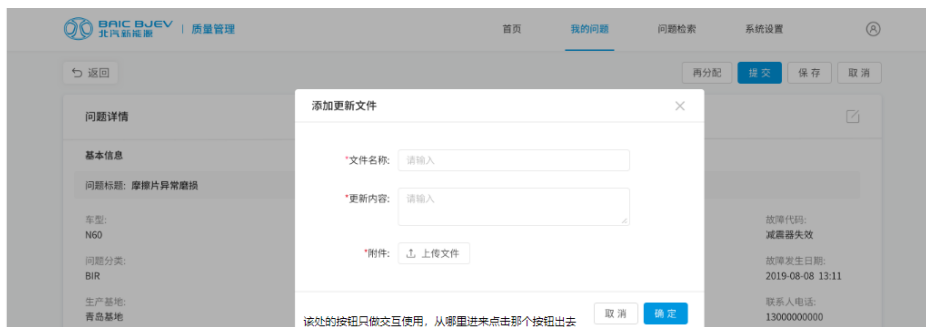 BAIC BJEV
北汽新能源 | 质量管理 首页 我的问题 问题检索 系统设置
返回 再分配 提交 保存 取消
添加更新文件
问题详情
基本信息
*文件名称: 请输入
问题标题: 摩擦片异常磨损
*更新内容: 请输入
车型: 故障代码:
N60 减震器失效
*附件: 上传文件
问题分类: 故障发生日期:
BIR 2019-08-08 13:11
生产基地: 联系人电话:
青岛基地 13000000000
取消 确定
该处的按钮只做交互使用，从哪里进来点击那个按钮出去